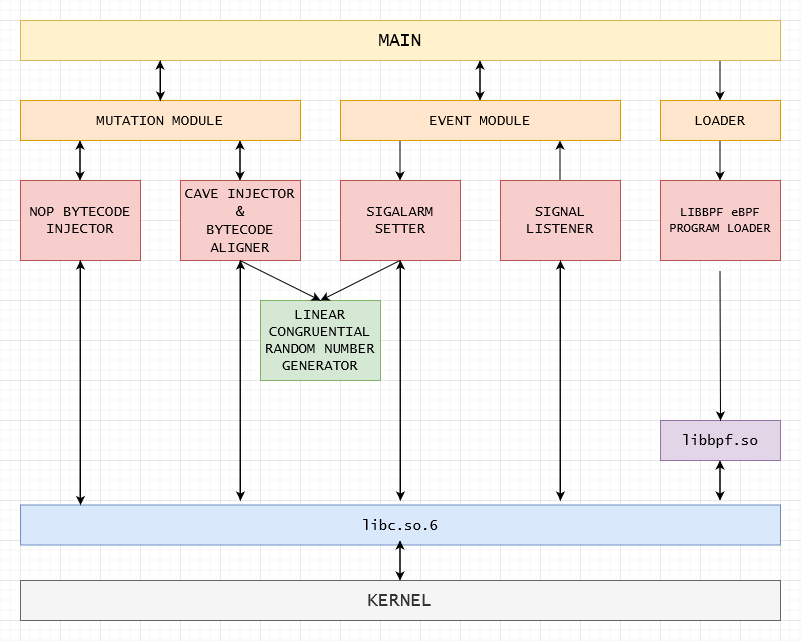 MAIN
MUTATION MODULE
EVENT MODULE
LOADER
NOP BYTECODE
INJECTOR
CAVE INJECTOR
&
BYTECODE
ALIGNER
SIGALARM
SETTER
SIGNAL
LISTENER
LIBBPF eBPF
PROGRAM LOADER
LINEAR
CONGRUENTIAL
RANDOM NUMBER
GENERATOR
libbpf.so
libc.so.6
KERNEL